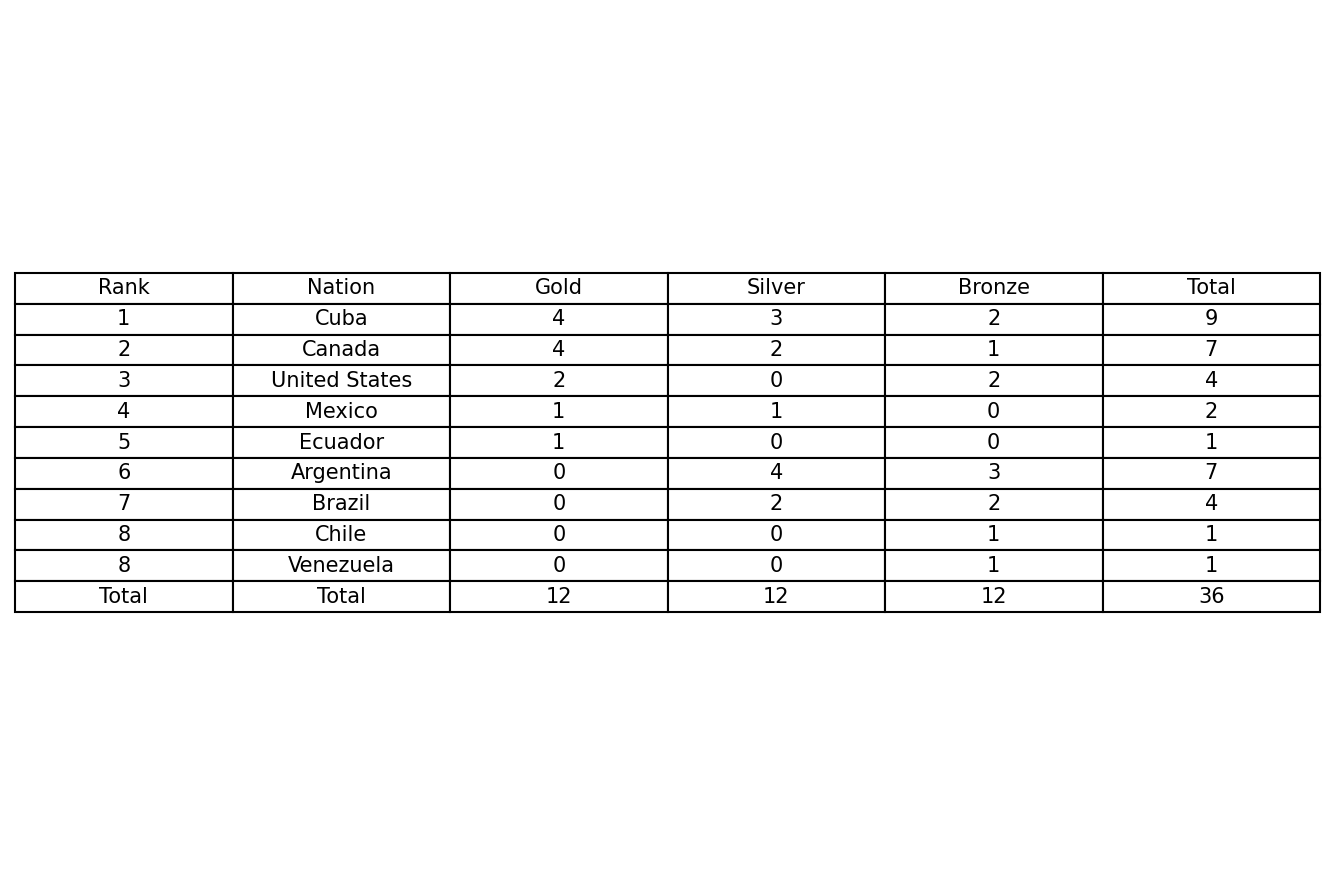 Rank Nation Gold Silver Bronze Total
1 Cuba 4 3 2 9
2 Canada 4 2 1 7
3 United States 2 0 2 4
4 Mexico 1 1 0 2
5 Ecuador 1 0 0 1
6 Argentina 0 4 3 7
7 Brazil 0 2 2 4
8 Chile 0 0 1 1
8 Venezuela 0 0 1 1
Total Total 12 12 12 36